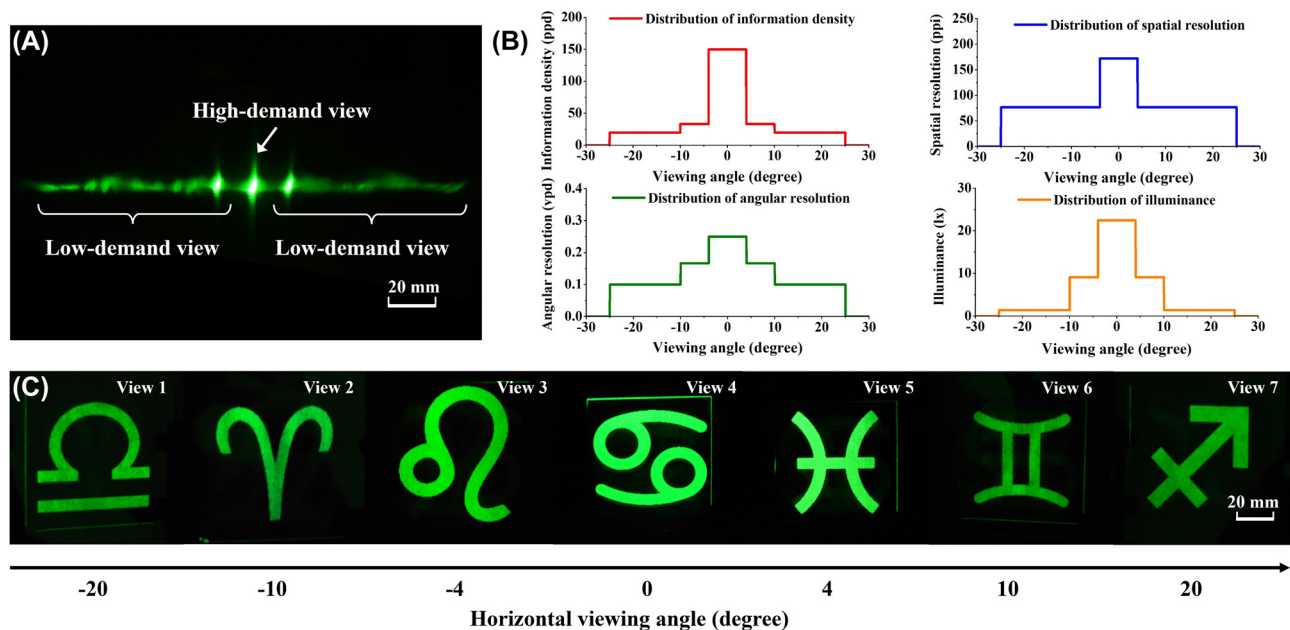 (A)
High-demand view
Low-demand view
Low-demand view
20 mm
(B)
Information density (ppd)
200
150
100
50
0
Distribution of information density
-30 -20 -10 0 10 20 30
Viewing angle (degree)
Spatial resolution (ppi)
250
200
150
100
50
0
Distribution of spatial resolution
-30 -20 -10 0 10 20 30
Viewing angle (degree)
Angular resolution (vpd)
0.4
0.3
0.2
0.1
0.0
Distribution of angular resolution
-30 -20 -10 0 10 20 30
Viewing angle (degree)
Illuminance (lx)
30
20
10
0
Distribution of illuminance
-30 -20 -10 0 10 20 30
Viewing angle (degree)
(C)
View 1 View 2 View 3 View 4 View 5 View 6 View 7
20 mm
-20 -10 -4 0 4 10 20
Horizontal viewing angle (degree)